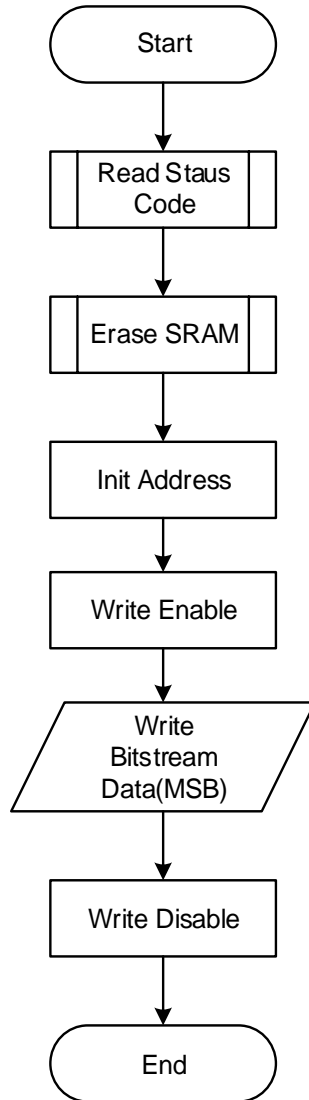 Start
Read Staus
Code
Erase SRAM
Init Address
Write Enable
Write
Bitstream
Data(MSB)
Write Disable
End